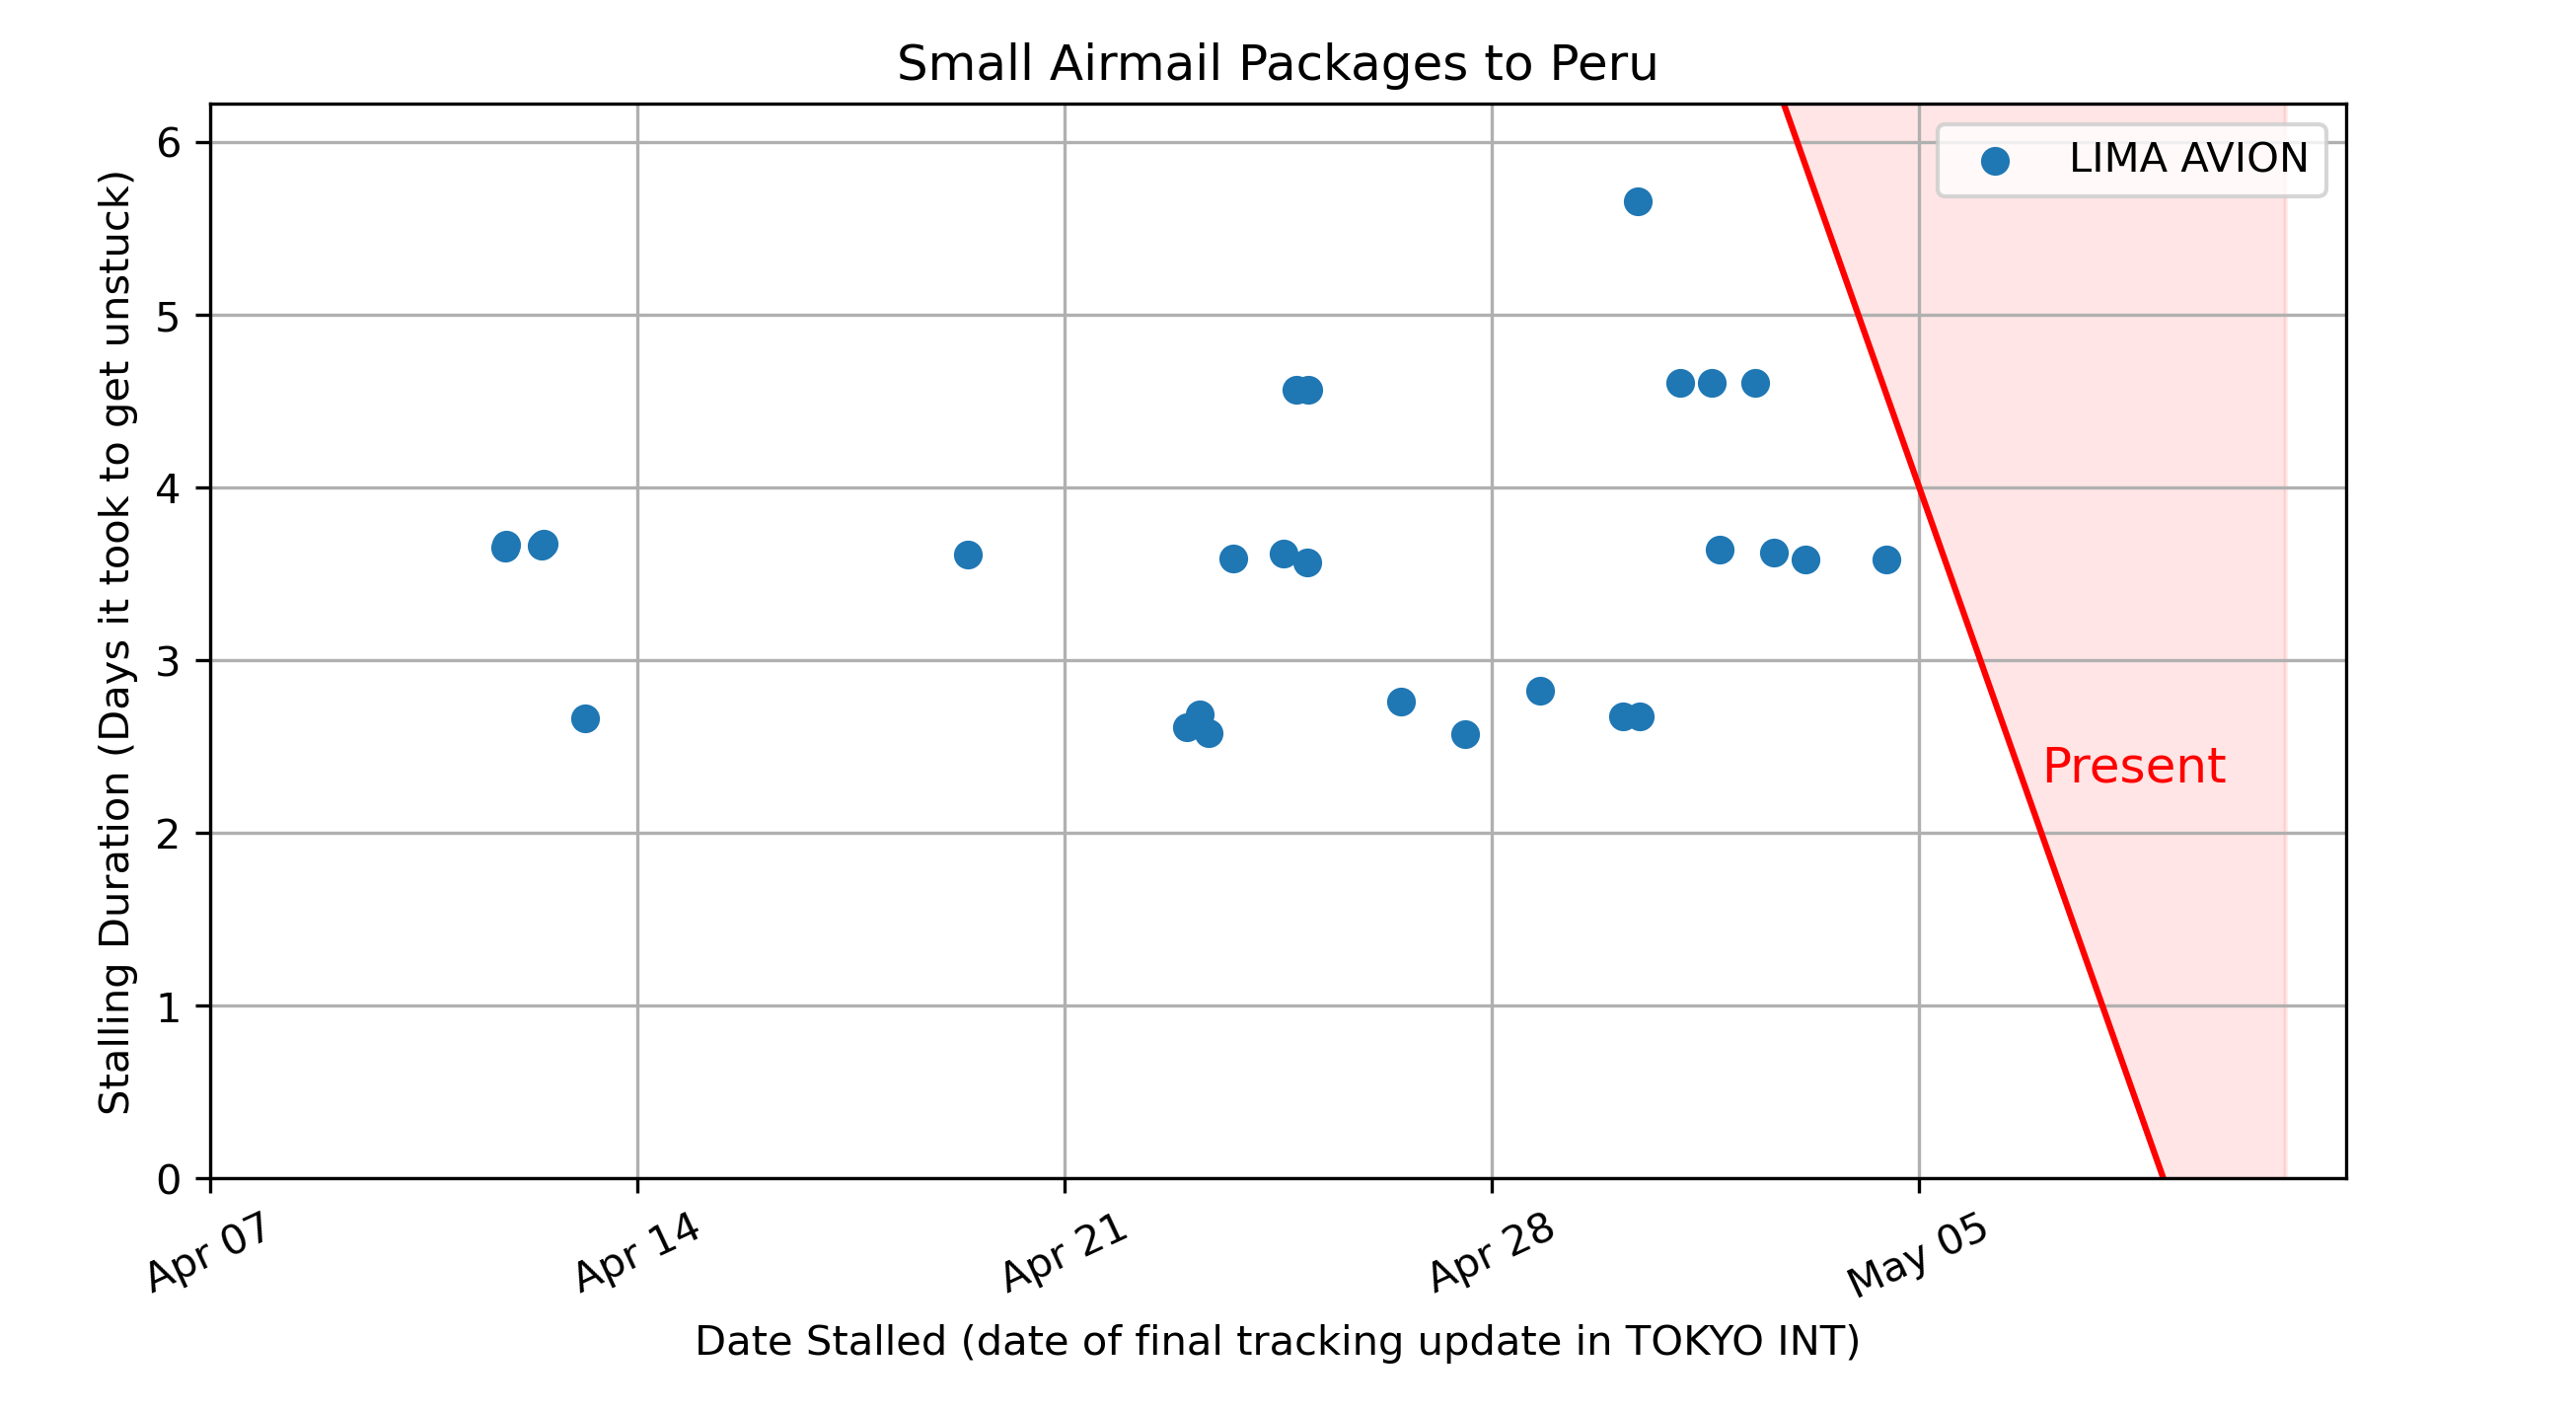 Small Airmail Packages to Peru
LIMA AVION
Stalling Duration (Days it took to get unstuck)
6
5
4
3
2
1
0
Present
Apr 07
Apr 14
Apr 21
Apr 28
May 05
Date Stalled (date of final tracking update in TOKYO INT)